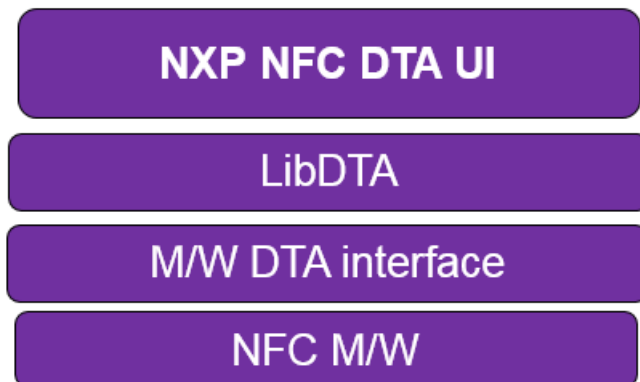 NXP NFC DTA UI
LibDTA
M/W DTA interface
NFC M/W